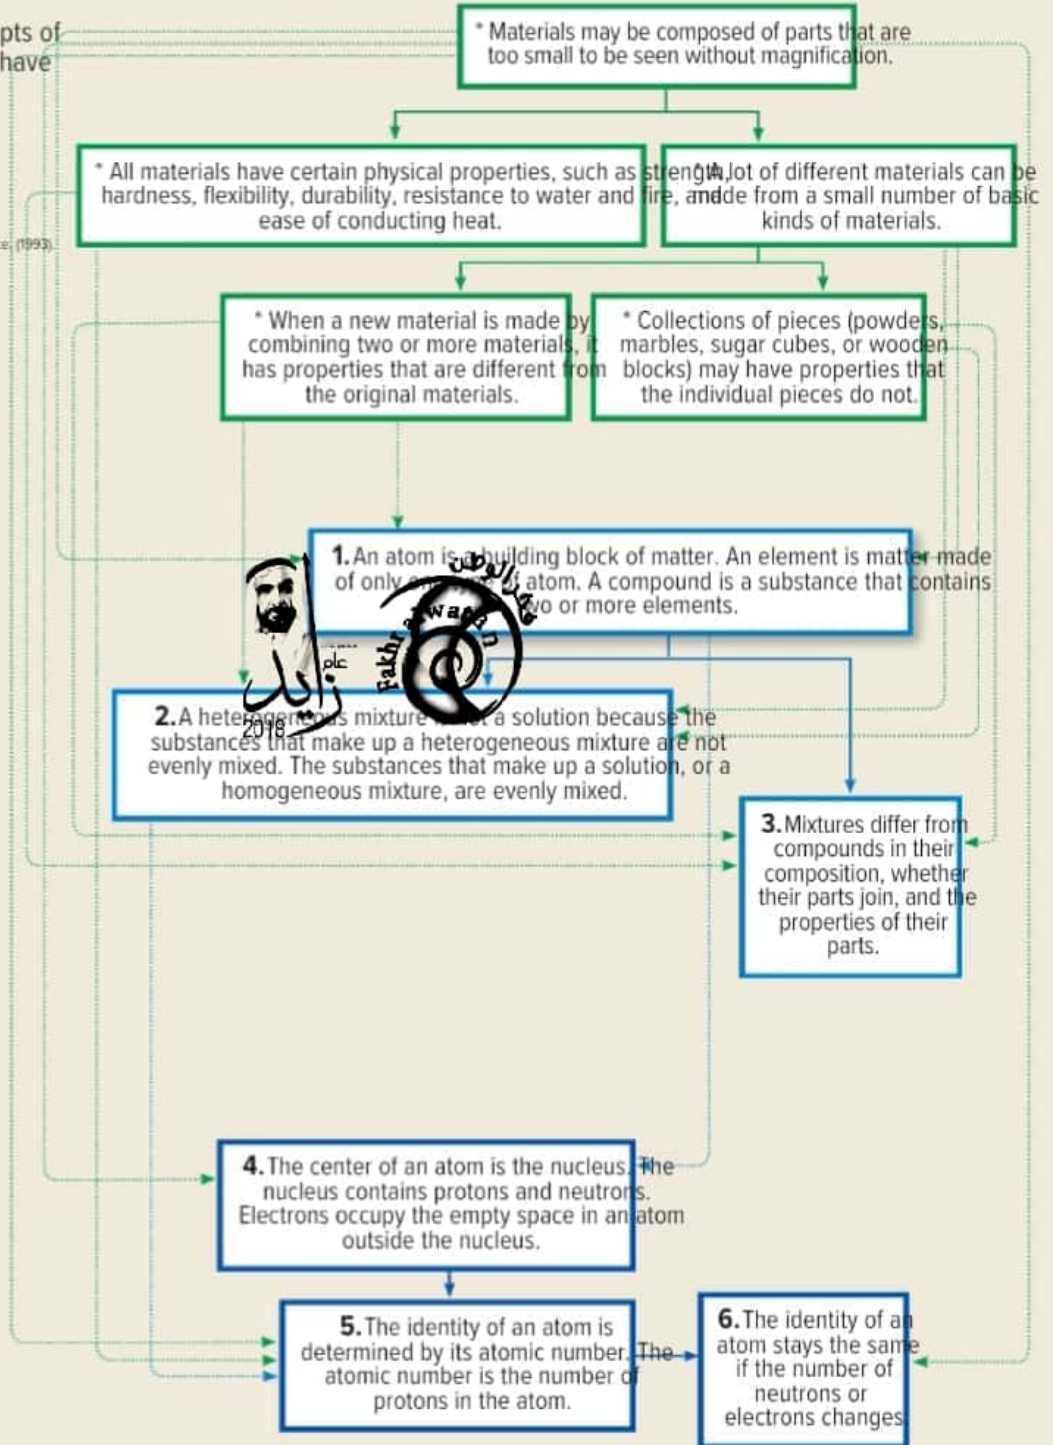 pts of
have
* Materials may be composed of parts that are
too small to be seen without magnification.
* All materials have certain physical properties, such as strength,
hardness, flexibility, durability, resistance to water and fire, and
ease of conducting heat.
* A lot of different materials can be
made from a small number of basic
kinds of materials.
e. (1993).
* When a new material is made by
combining two or more materials, it
has properties that are different from
the original materials.
* Collections of pieces (powders,
marbles, sugar cubes, or wooden
blocks) may have properties that
the individual pieces do not.
1. An atom is a building block of matter. An element is matter made
of only of atom. A compound is a substance that contains
two or more elements.
عام
زايد
2018
Fakhr alwatan
فخر الوطن
2. A heterogeneous mixture a solution because the
substances that make up a heterogeneous mixture are not
evenly mixed. The substances that make up a solution, or a
homogeneous mixture, are evenly mixed.
3. Mixtures differ from
compounds in their
composition, whether
their parts join, and the
properties of their
parts.
4. The center of an atom is the nucleus. The
nucleus contains protons and neutrons.
Electrons occupy the empty space in an atom
outside the nucleus.
5. The identity of an atom is
determined by its atomic number. The
atomic number is the number of
protons in the atom.
6. The identity of an
atom stays the same
if the number of
neutrons or
electrons changes